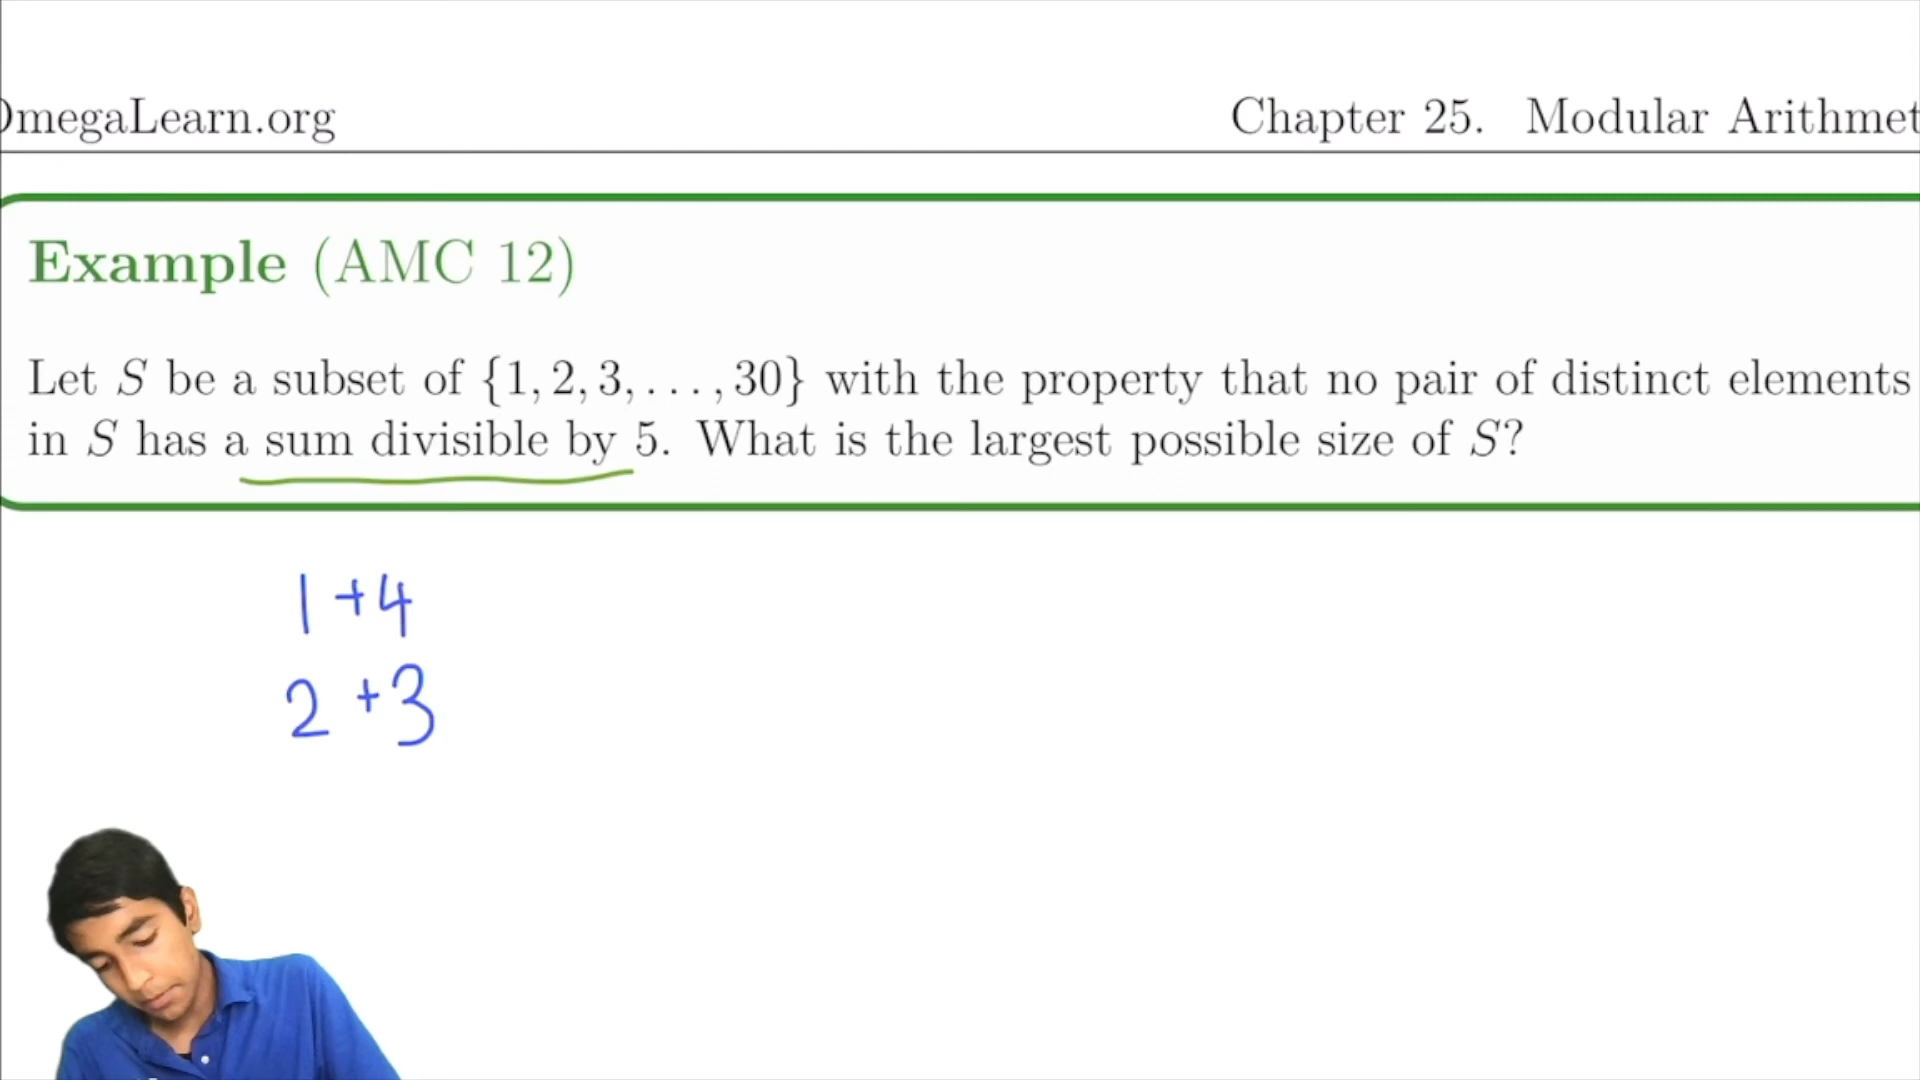 OmegaLearn.org
Chapter 25. Modular Arithmet
Example (AMC 12)
Let S be a subset of {1, 2, 3, . . . , 30} with the property that no pair of distinct elements
in S has a sum divisible by 5. What is the largest possible size of S?
1 + 4
2 + 3